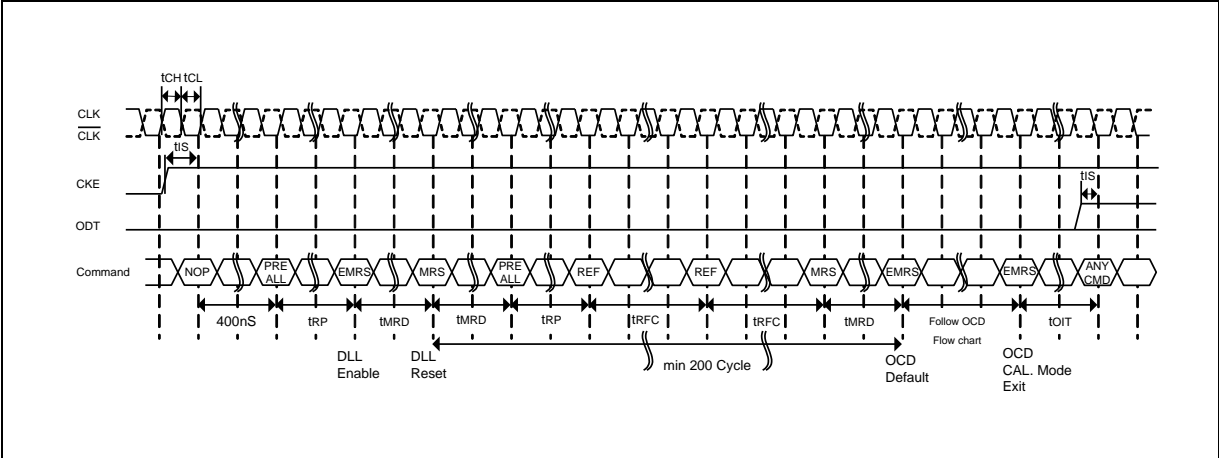 tCH tCL
CLK
CLK
tIS
CKE
tIS
ODT
Command
NOP
PRE
ALL
EMRS
MRS
PRE
ALL
REF
REF
MRS
EMRS
EMRS
ANY
CMD
400nS
tRP
tMRD
tMRD
tRP
tRFC
tRFC
tMRD
Follow OCD
Flow chart
tOIT
DLL
Enable
DLL
Reset
min 200 Cycle
OCD
Default
OCD
CAL. Mode
Exit